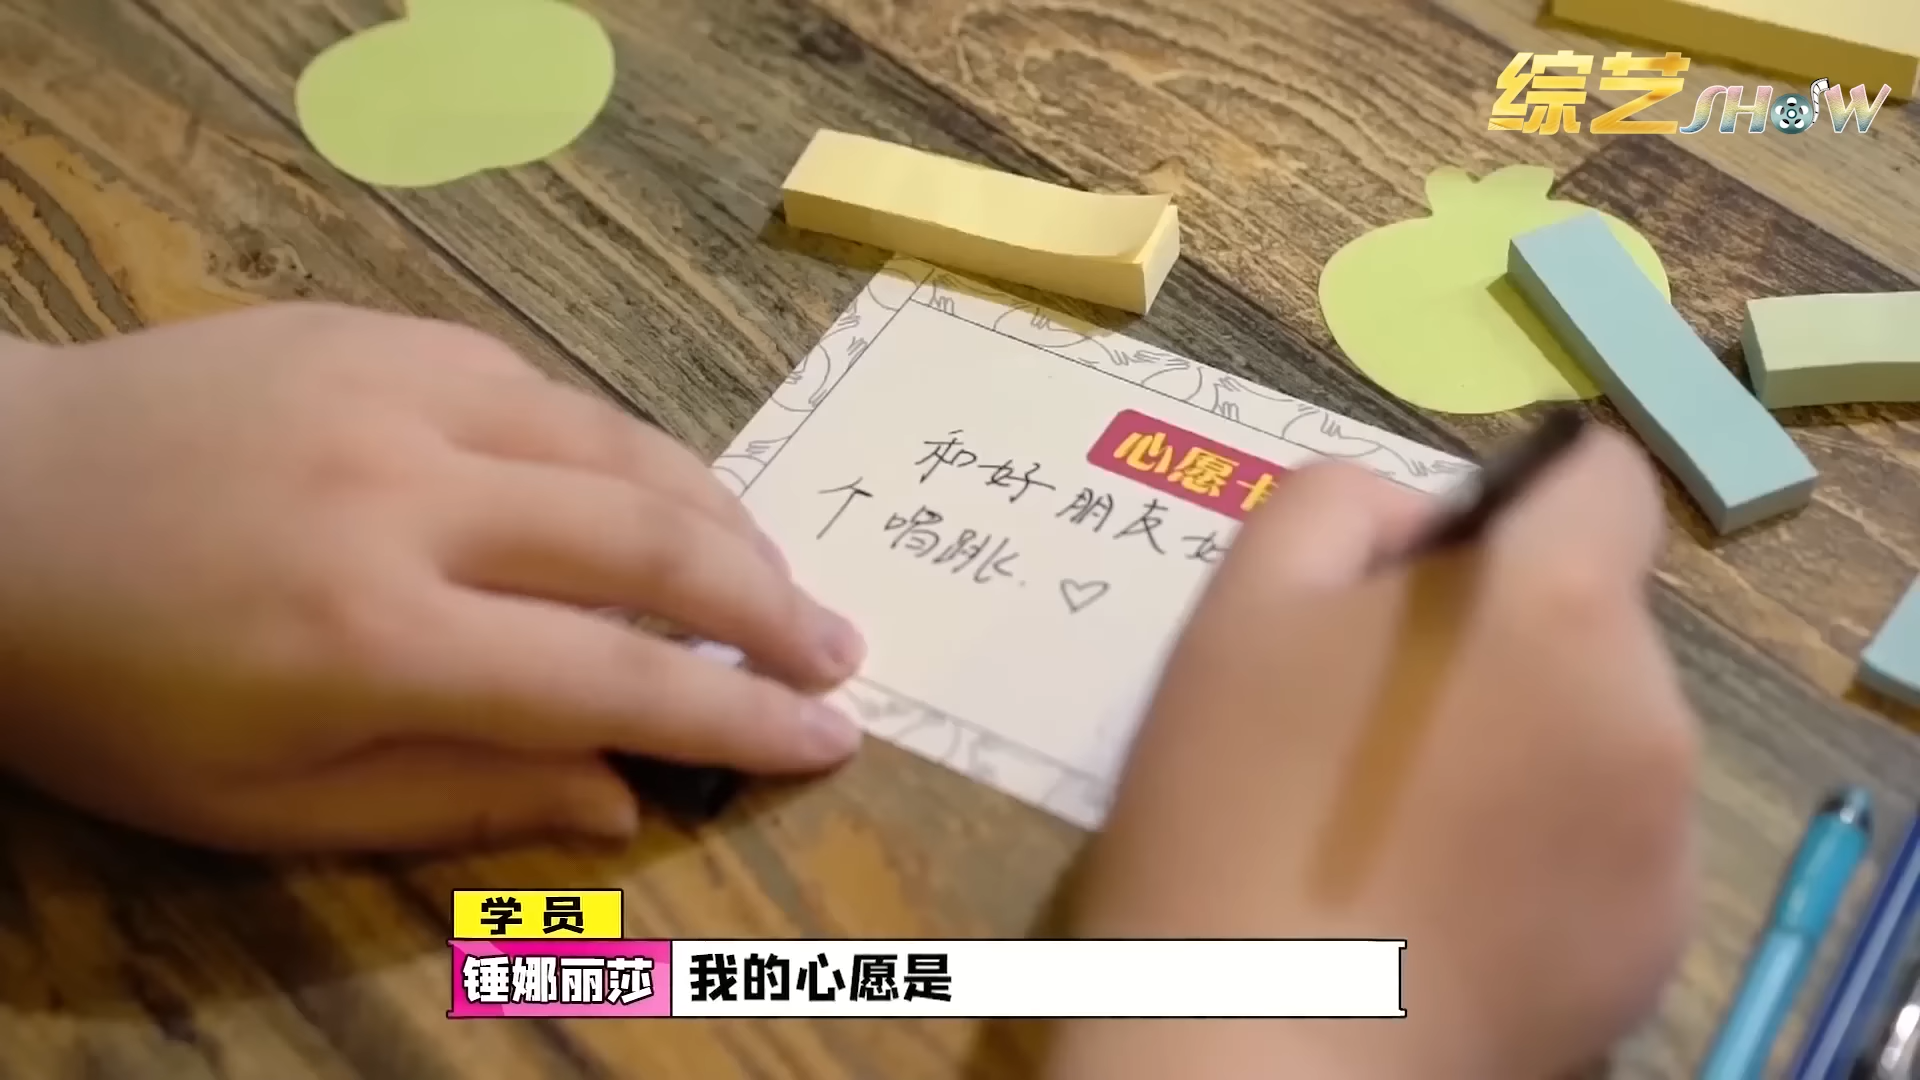 综艺SHOW
心愿卡
和好朋友
个唱跳.♡
学员
锤娜丽莎 我的心愿是